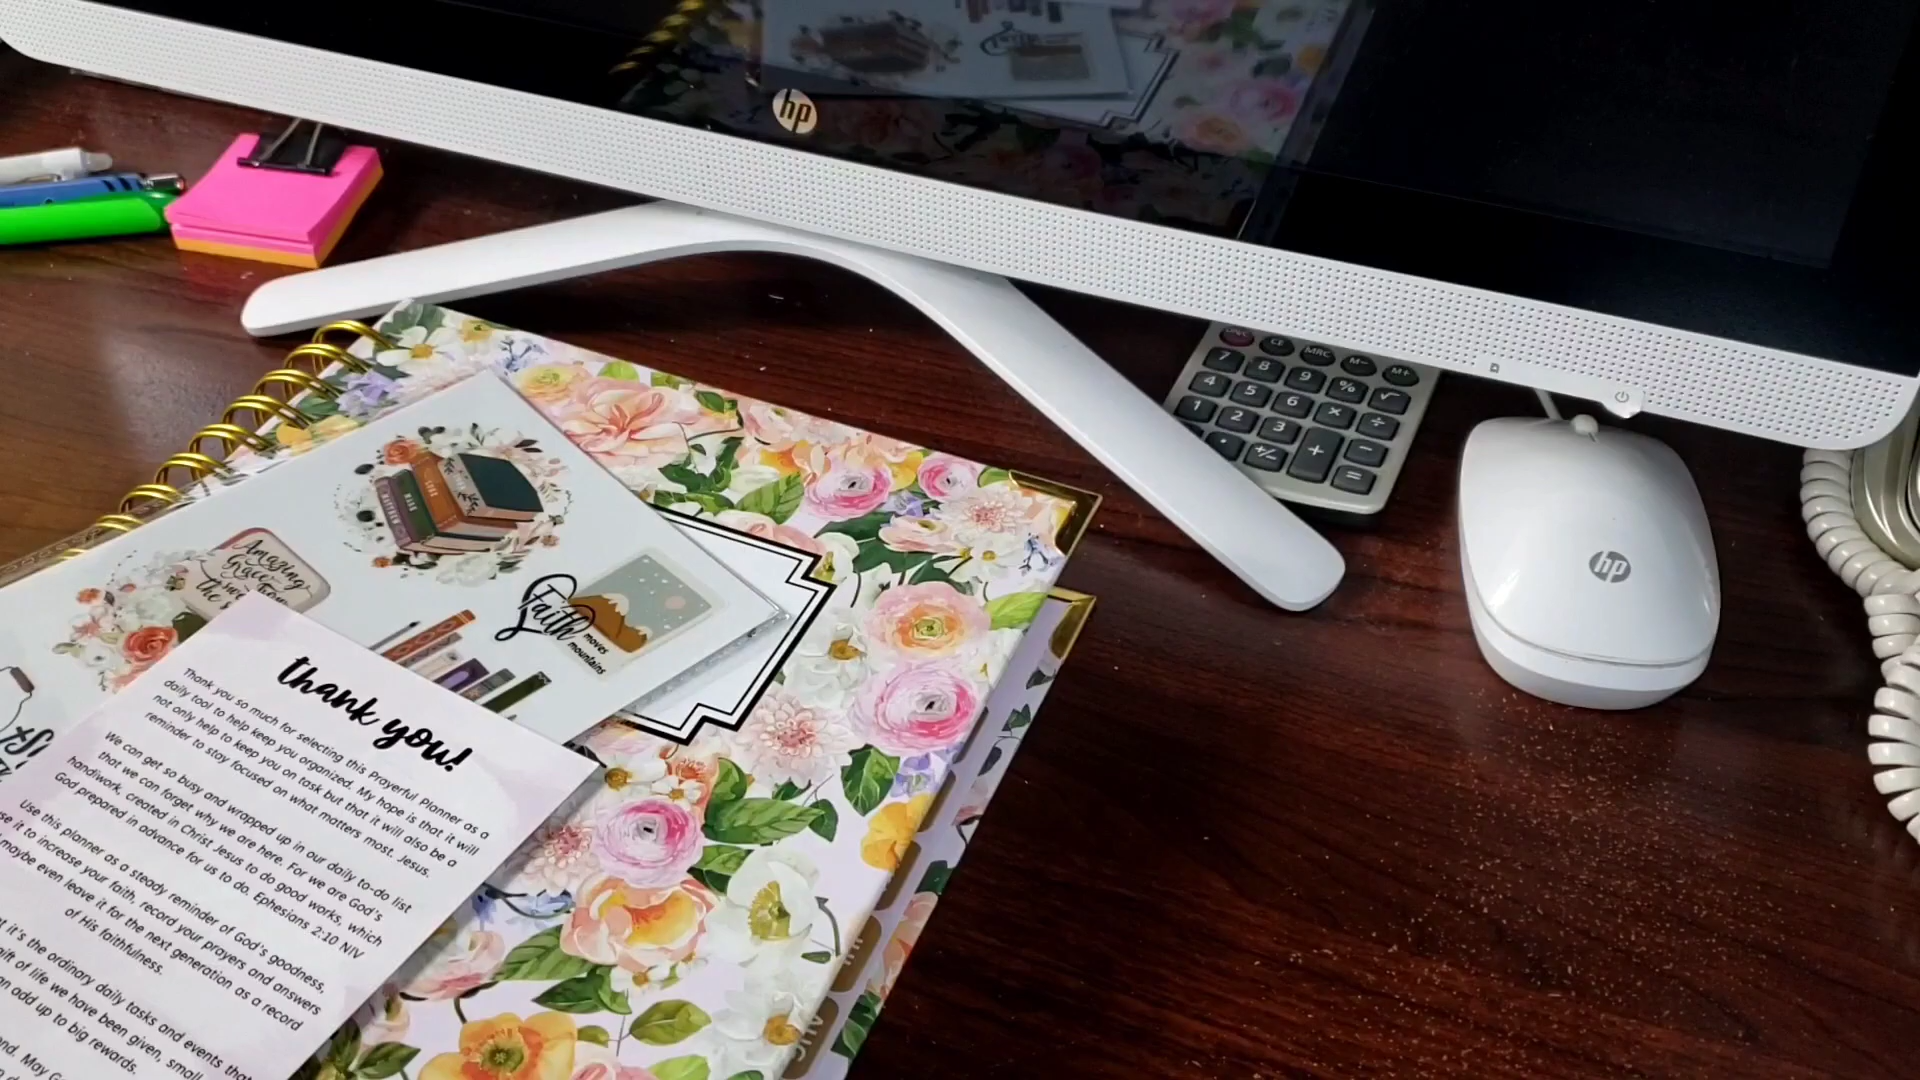 hp
CE MRC M- M+
7 8 9 % √
4 5 6 × ÷
1 2 3 + −
. +/- =
hp
Amazing
Grace
the
Faith
moves
mountains
thank you!
Thank you so much for selecting this Prayerful Planner as a
daily tool to help keep you organized. My hope is that it will
not only help to keep you on task but that it will also be a
reminder to stay focused on what matters most. Jesus.
We can get so busy and wrapped up in our daily to-do list
that we can forget why we are here. For we are God's
handiwork, created in Christ Jesus to do good works, which
God prepared in advance for us to do. Ephesians 2:10 NIV
Use this planner as a steady reminder of God's goodness,
it to increase your faith, record your prayers and answers
maybe even leave it for the next generation as a record
of His faithfulness.
it's the ordinary daily tasks and events that
of life we have been given, small
add up to big rewards.
May